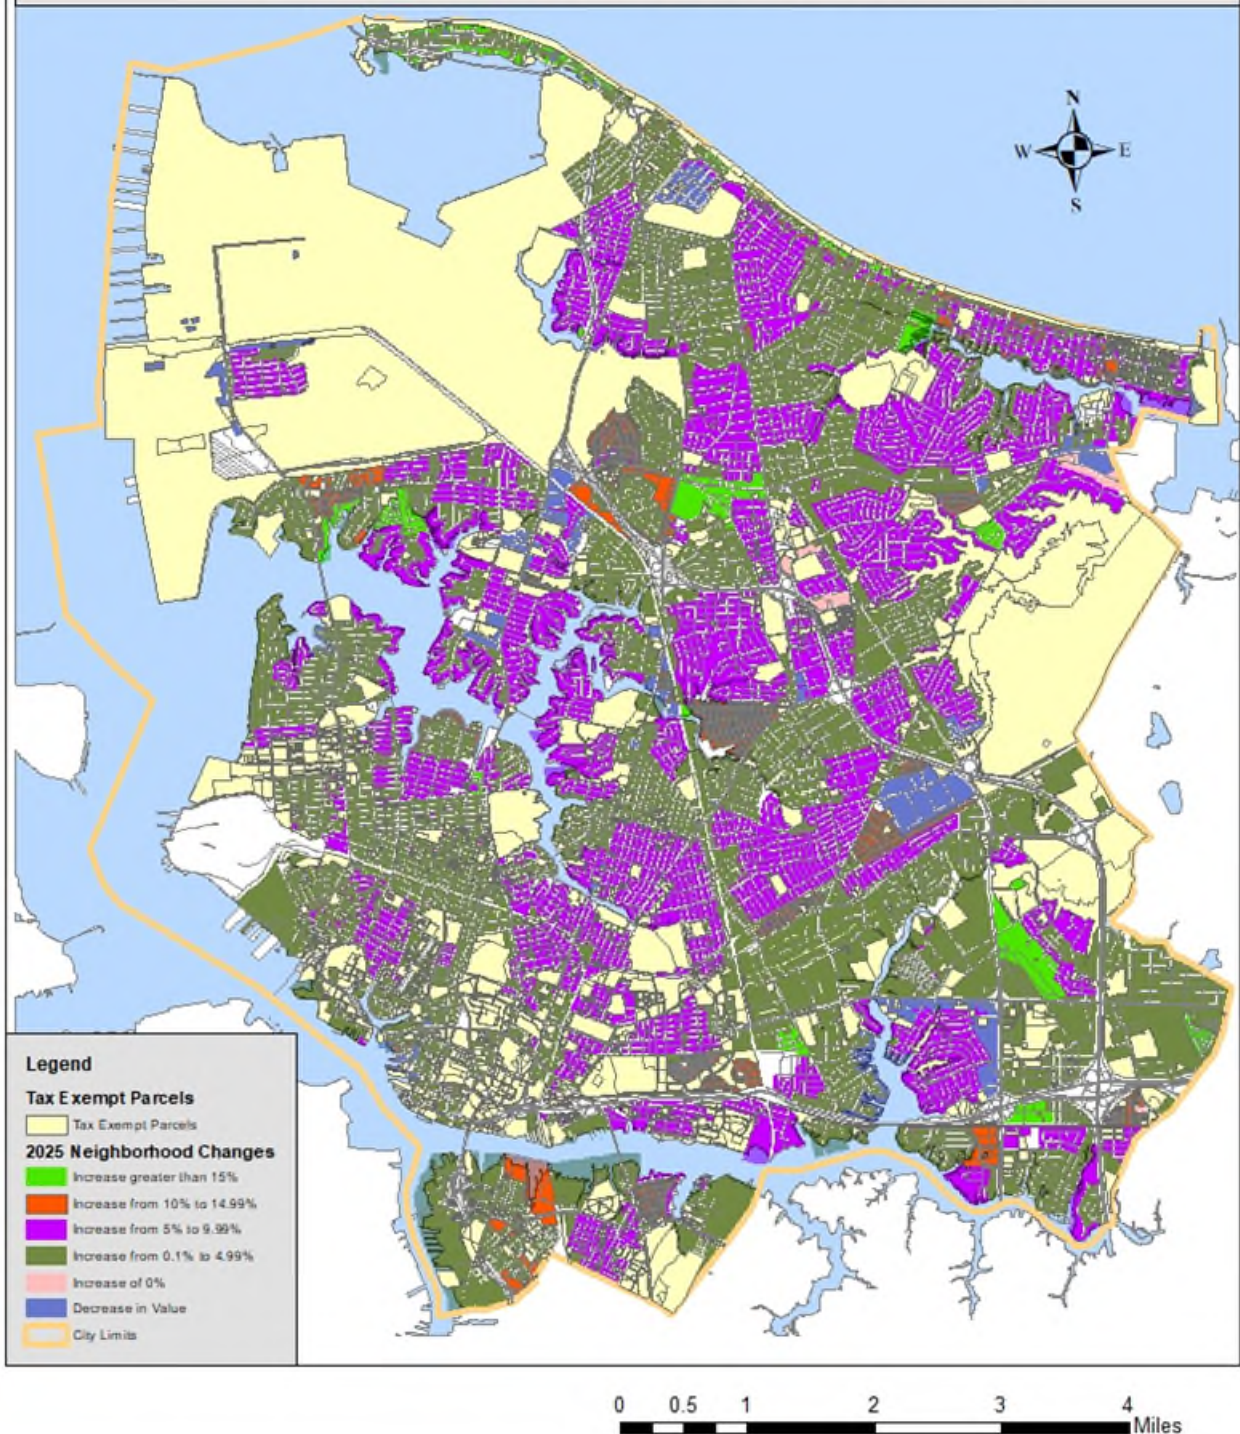 N
W E
S
Legend
Tax Exempt Parcels
Tax Exempt Parcels
2025 Neighborhood Changes
Increase greater than 15%
Increase from 10% to 14.99%
Increase from 5% to 9.99%
Increase from 0.1% to 4.99%
Increase of 0%
Decrease in Value
City Limits
0 0.5 1 2 3 4
Miles